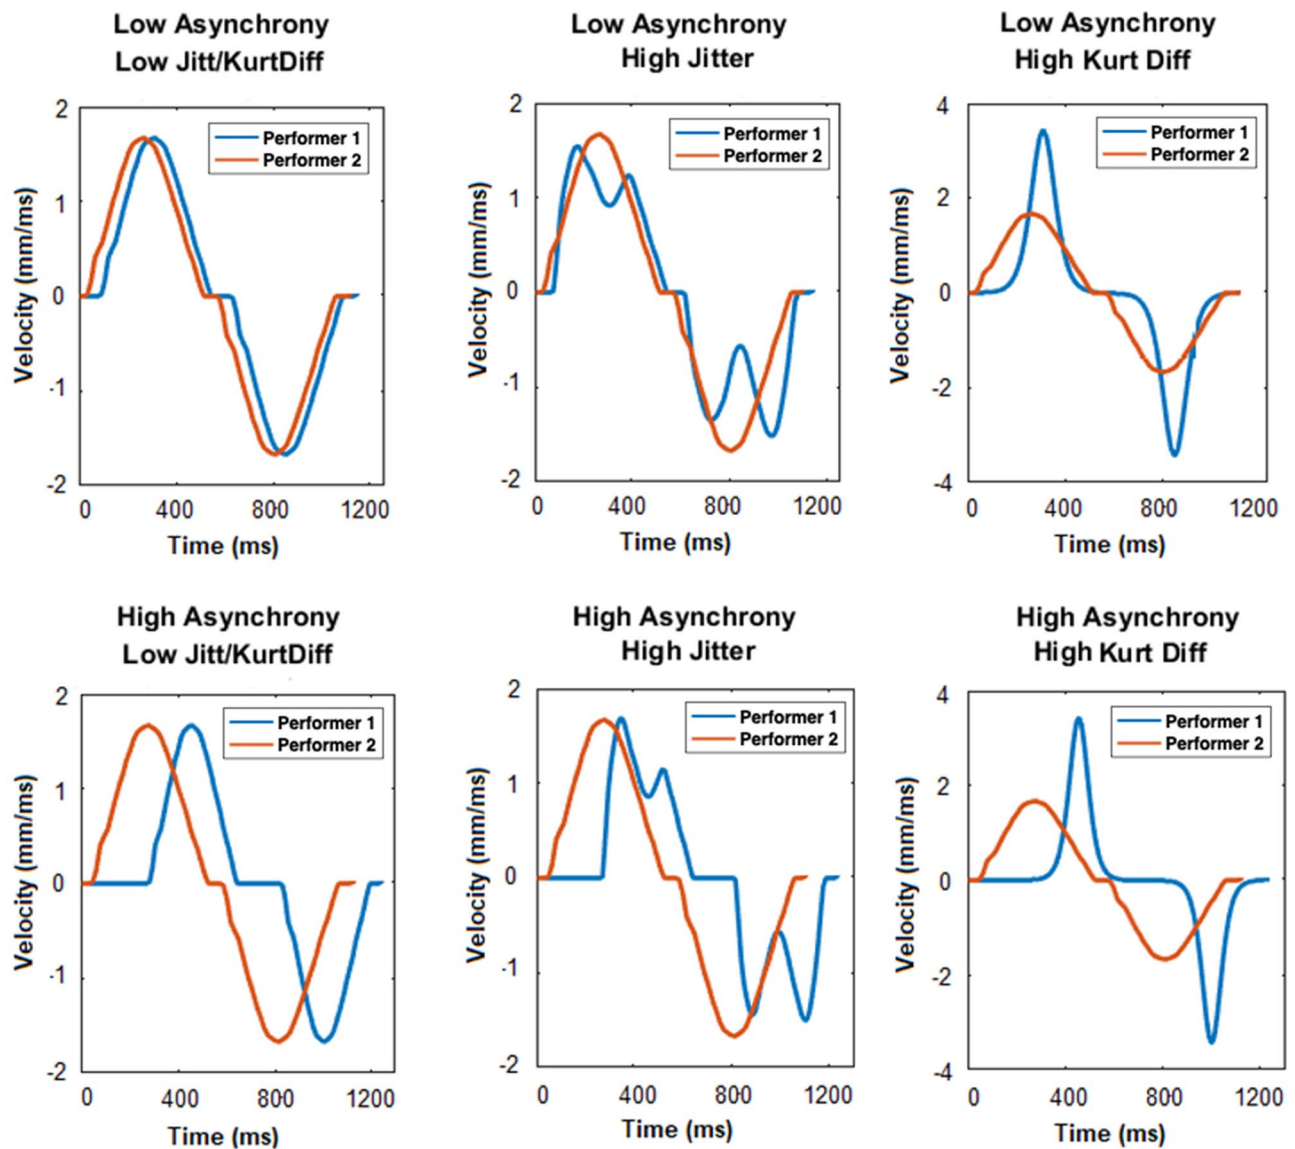 Low Asynchrony
Low Jitt/KurtDiff
2
1
0
-1
-2
Velocity (mm/ms)
Performer 1
Performer 2
0 400 800 1200
Time (ms)
Low Asynchrony
High Jitter
2
1
0
-1
-2
Velocity (mm/ms)
Performer 1
Performer 2
0 400 800 1200
Time (ms)
Low Asynchrony
High Kurt Diff
4
2
0
-2
-4
Velocity (mm/ms)
Performer 1
Performer 2
0 400 800 1200
Time (ms)
High Asynchrony
Low Jitt/KurtDiff
2
1
0
-1
-2
Velocity (mm/ms)
Performer 1
Performer 2
0 400 800 1200
Time (ms)
High Asynchrony
High Jitter
2
1
0
-1
-2
Velocity (mm/ms)
Performer 1
Performer 2
0 400 800 1200
Time (ms)
High Asynchrony
High Kurt Diff
4
2
0
-2
-4
Velocity (mm/ms)
Performer 1
Performer 2
0 400 800 1200
Time (ms)